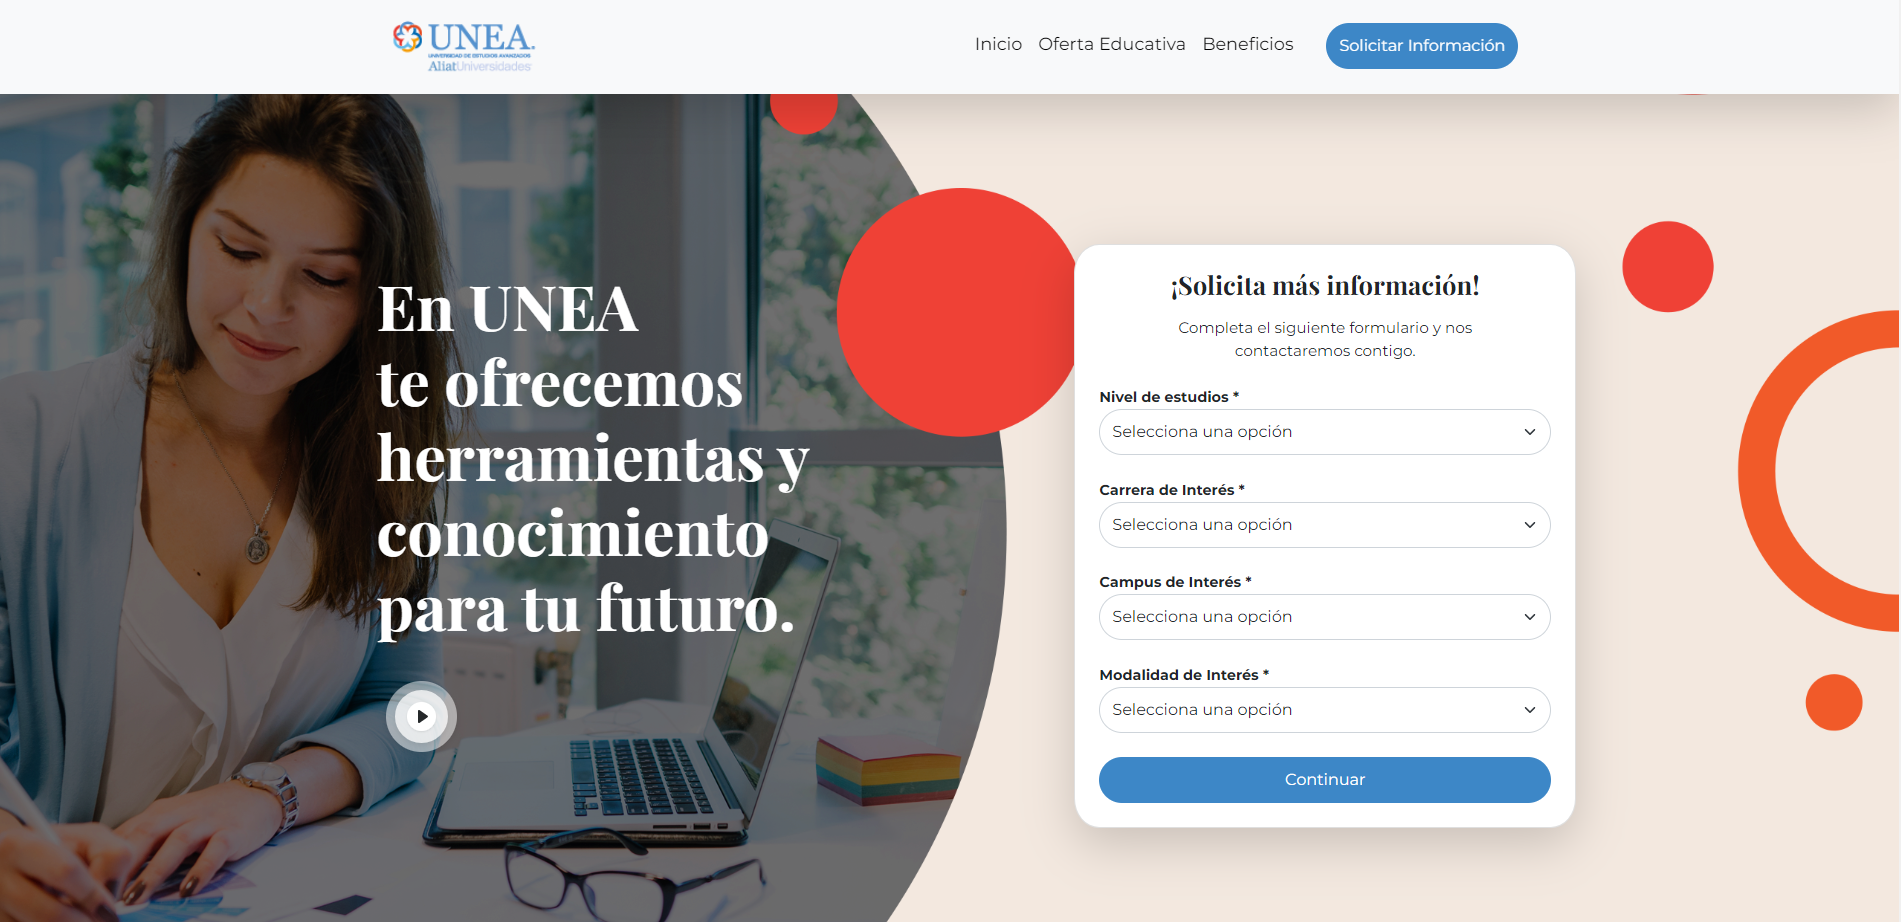 UNEA.
UNIVERSIDAD DE ESTUDIOS AVANZADOS
AliatUniversidades
Inicio
Oferta Educativa
Beneficios
Solicitar Información
En UNEA
te ofrecemos
herramientas y
conocimiento
para tu futuro.
¡Solicita más información!
Completa el siguiente formulario y nos
contactaremos contigo.
Nivel de estudios *
Selecciona una opción
Carrera de Interés *
Selecciona una opción
Campus de Interés *
Selecciona una opción
Modalidad de Interés *
Selecciona una opción
Continuar